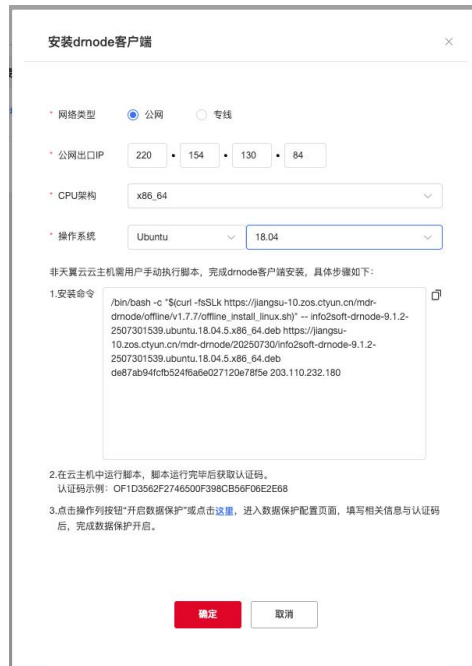 安装drnode客户端
* 网络类型 公网 专线
* 公网出口IP 220 • 154 • 130 • 84
* CPU架构 x86_64
* 操作系统 Ubuntu 18.04
非天翼云云主机需用户手动执行脚本，完成drnode客户端安装，具体步骤如下：
1.安装命令
/bin/bash -c "$(curl -fsSLk https://jiangsu-10.zos.ctyun.cn/mdr-
drnode/offline/v1.7.7/offline_install_linux.sh)" -- info2soft-drnode-9.1.2-
2507301539.ubuntu.18.04.5.x86_64.deb https://jiangsu-
10.zos.ctyun.cn/mdr-drnode/20250730/info2soft-drnode-9.1.2-
2507301539.ubuntu.18.04.5.x86_64.deb
de87ab94fcfb524f6a6e027120e78f5e 203.110.232.180
2.在云主机中运行脚本，脚本运行完毕后获取认证码。
认证码示例：OF1D3562F2746500F398CB56F06E2E68
3.点击操作列按钮“开启数据保护”或点击这里，进入数据保护配置页面，填写相关信息与认证码
后，完成数据保护开启。
确定 取消